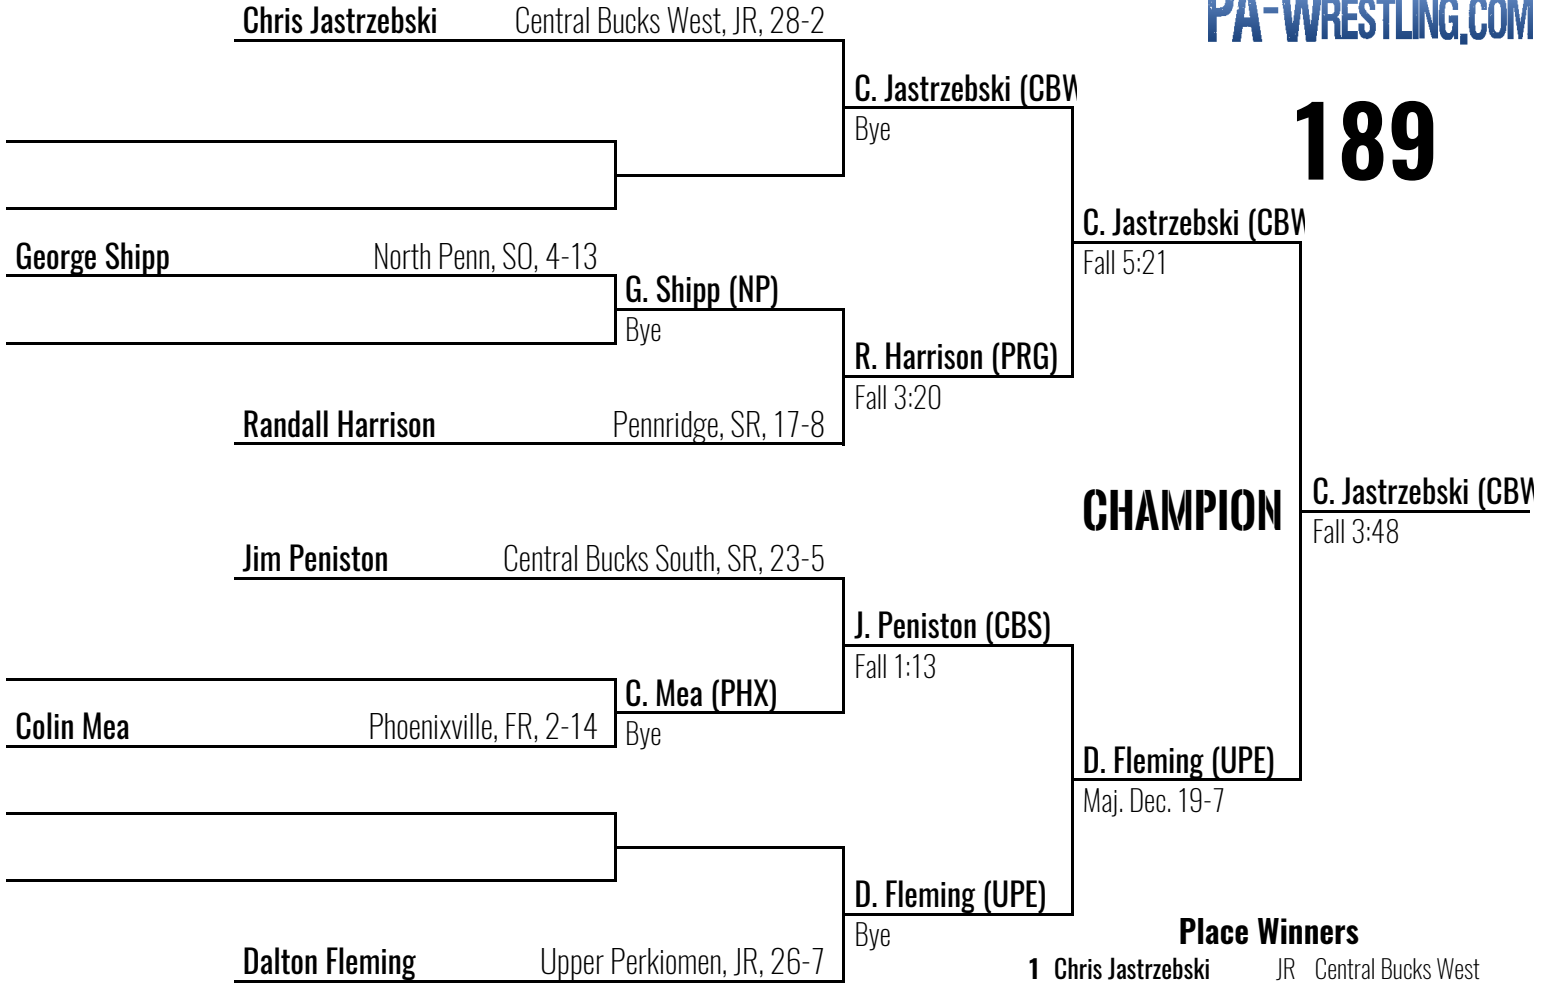 Chris Jastrzebski Central Bucks West, JR, 28-2
PA-WRESTLING.COM
C. Jastrzebski (CBW
Bye
189
C. Jastrzebski (CBW
Fall 5:21
George Shipp North Penn, SO, 4-13
G. Shipp (NP)
Bye
R. Harrison (PRG)
Fall 3:20
Randall Harrison Pennridge, SR, 17-8
CHAMPION
C. Jastrzebski (CBW
Fall 3:48
Jim Peniston Central Bucks South, SR, 23-5
J. Peniston (CBS)
Fall 1:13
C. Mea (PHX)
Colin Mea Phoenixville, FR, 2-14
Bye
D. Fleming (UPE)
Maj. Dec. 19-7
D. Fleming (UPE)
Bye
Dalton Fleming Upper Perkiomen, JR, 26-7
Place Winners
1 Chris Jastrzebski JR Central Bucks West